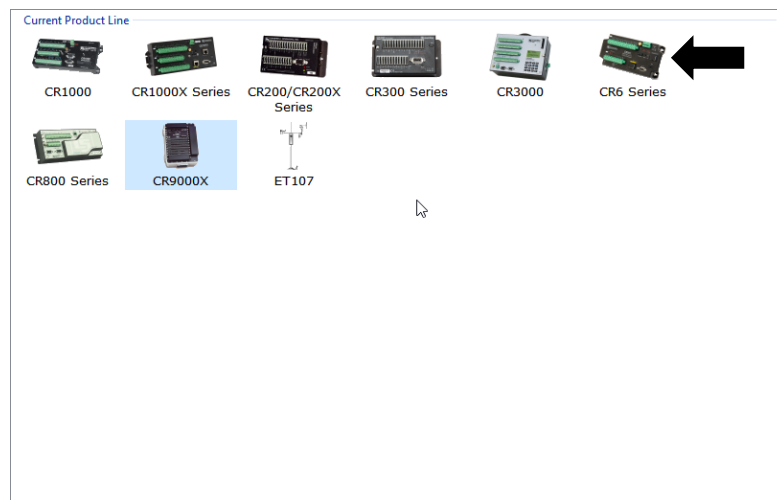 Current Product Line
CR1000
CR1000X Series
CR200/CR200X
Series
CR300 Series
CR3000
CR6 Series
CR800 Series
CR9000X
ET107